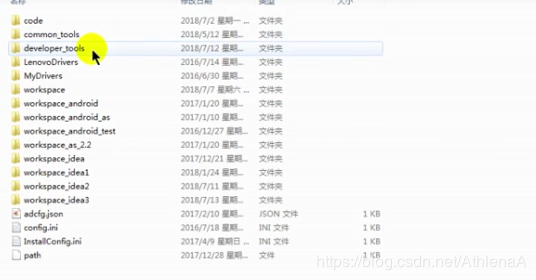 名称 修改日期 类型 大小
code 2018/7/2 星期一 ... 文件夹
common_tools 2018/5/12 星期... 文件夹
developer_tools 2018/7/12 星期... 文件夹
LenovoDrivers 2016/7/14 星期... 文件夹
MyDrivers 2016/6/30 星期... 文件夹
workspace 2018/7/7 星期六 ... 文件夹
workspace_android 2017/1/20 星期... 文件夹
workspace_android_as 2017/1/10 星期... 文件夹
workspace_android_test 2016/12/27 星期... 文件夹
workspace_as_2.2 2017/1/20 星期... 文件夹
workspace_idea 2017/12/21 星期... 文件夹
workspace_idea1 2018/1/24 星期... 文件夹
workspace_idea2 2018/7/11 星期... 文件夹
workspace_idea3 2018/7/13 星期... 文件夹
adcfg.json 2017/2/10 星期... JSON 文件 1 KB
config.ini 2016/7/18 星期... INI 文件 1 KB
InstallConfig.ini 2017/4/9 星期日 ... INI 文件 1 KB
path 2017/12/28 星期... 文件 1 KB
https://blog.csdn.net/AthlenaA